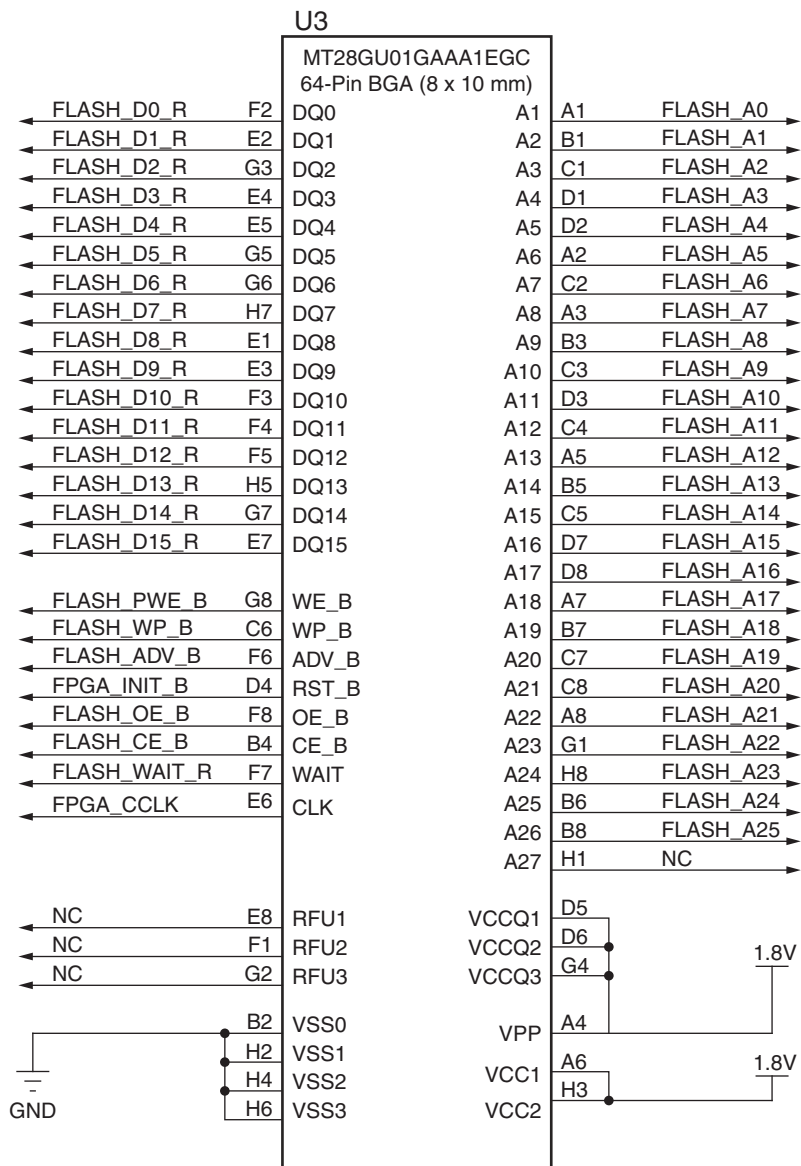 U3
MT28GU01GAAA1EGC
64-Pin BGA (8 x 10 mm)
FLASH_D0_R F2 DQ0 A1 A1 FLASH_A0
FLASH_D1_R E2 DQ1 A2 B1 FLASH_A1
FLASH_D2_R G3 DQ2 A3 C1 FLASH_A2
FLASH_D3_R E4 DQ3 A4 D1 FLASH_A3
FLASH_D4_R E5 DQ4 A5 D2 FLASH_A4
FLASH_D5_R G5 DQ5 A6 A2 FLASH_A5
FLASH_D6_R G6 DQ6 A7 C2 FLASH_A6
FLASH_D7_R H7 DQ7 A8 A3 FLASH_A7
FLASH_D8_R E1 DQ8 A9 B3 FLASH_A8
FLASH_D9_R E3 DQ9 A10 C3 FLASH_A9
FLASH_D10_R F3 DQ10 A11 D3 FLASH_A10
FLASH_D11_R F4 DQ11 A12 C4 FLASH_A11
FLASH_D12_R F5 DQ12 A13 A5 FLASH_A12
FLASH_D13_R H5 DQ13 A14 B5 FLASH_A13
FLASH_D14_R G7 DQ14 A15 C5 FLASH_A14
FLASH_D15_R E7 DQ15 A16 D7 FLASH_A15
A17 D8 FLASH_A16
FLASH_PWE_B G8 WE_B A18 A7 FLASH_A17
FLASH_WP_B C6 WP_B A19 B7 FLASH_A18
FLASH_ADV_B F6 ADV_B A20 C7 FLASH_A19
FPGA_INIT_B D4 RST_B A21 C8 FLASH_A20
FLASH_OE_B F8 OE_B A22 A8 FLASH_A21
FLASH_CE_B B4 CE_B A23 G1 FLASH_A22
FLASH_WAIT_R F7 WAIT A24 H8 FLASH_A23
FPGA_CCLK E6 CLK A25 B6 FLASH_A24
A26 B8 FLASH_A25
A27 H1 NC
NC E8 RFU1 VCCQ1 D5
NC F1 RFU2 VCCQ2 D6
NC G2 RFU3 VCCQ3 G4 1.8V
B2 VSS0 VPP A4
H2 VSS1 VCC1 A6 1.8V
H4 VSS2 VCC2 H3
GND H6 VSS3